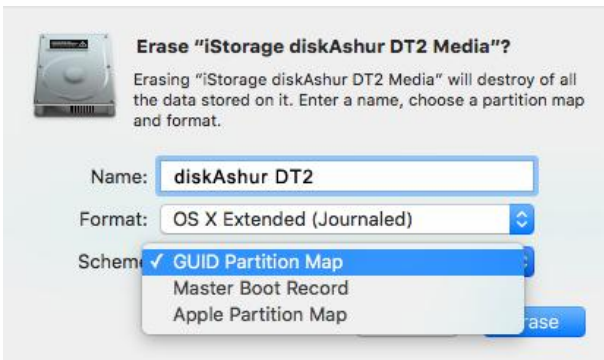 Erase “iStorage diskAshur DT2 Media”?
Erasing “iStorage diskAshur DT2 Media” will destroy of all
the data stored on it. Enter a name, choose a partition map
and format.
Name: diskAshur DT2
Format: OS X Extended (Journaled)
✓ GUID Partition Map
Master Boot Record
Apple Partition Map